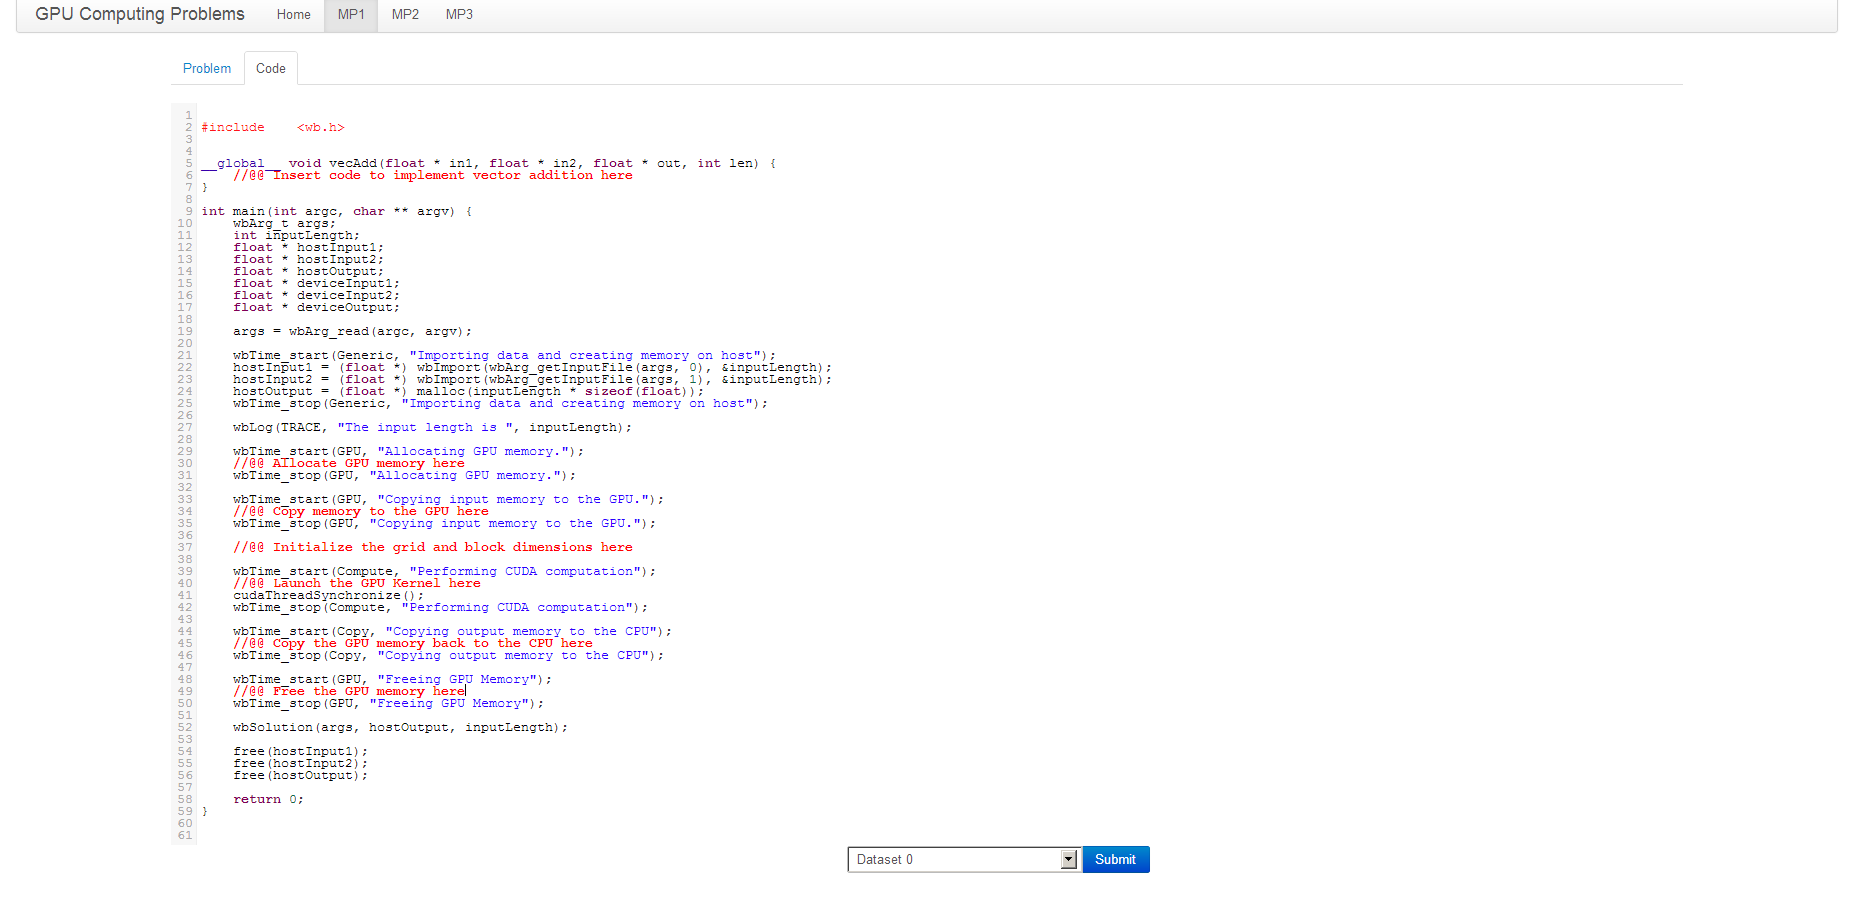 GPU Computing Problems Home MP1 MP2 MP3
Problem Code
1
2 #include    <wb.h>
3
4
5 __global__ void vecAdd(float * in1, float * in2, float * out, int len) {
6     //@@ Insert code to implement vector addition here
7 }
8
9 int main(int argc, char ** argv) {
10     wbArg_t args;
11     int inputLength;
12     float * hostInput1;
13     float * hostInput2;
14     float * hostOutput;
15     float * deviceInput1;
16     float * deviceInput2;
17     float * deviceOutput;
18
19     args = wbArg_read(argc, argv);
20
21     wbTime_start(Generic, "Importing data and creating memory on host");
22     hostInput1 = (float *) wbImport(wbArg_getInputFile(args, 0), &inputLength);
23     hostInput2 = (float *) wbImport(wbArg_getInputFile(args, 1), &inputLength);
24     hostOutput = (float *) malloc(inputLength * sizeof(float));
25     wbTime_stop(Generic, "Importing data and creating memory on host");
26
27     wbLog(TRACE, "The input length is ", inputLength);
28
29     wbTime_start(GPU, "Allocating GPU memory.");
30     //@@ Allocate GPU memory here
31     wbTime_stop(GPU, "Allocating GPU memory.");
32
33     wbTime_start(GPU, "Copying input memory to the GPU.");
34     //@@ Copy memory to the GPU here
35     wbTime_stop(GPU, "Copying input memory to the GPU.");
36
37     //@@ Initialize the grid and block dimensions here
38
39     wbTime_start(Compute, "Performing CUDA computation");
40     //@@ Launch the GPU Kernel here
41     cudaThreadSynchronize();
42     wbTime_stop(Compute, "Performing CUDA computation");
43
44     wbTime_start(Copy, "Copying output memory to the CPU");
45     //@@ Copy the GPU memory back to the CPU here
46     wbTime_stop(Copy, "Copying output memory to the CPU");
47
48     wbTime_start(GPU, "Freeing GPU Memory");
49     //@@ Free the GPU memory here
50     wbTime_stop(GPU, "Freeing GPU Memory");
51
52     wbSolution(args, hostOutput, inputLength);
53
54     free(hostInput1);
55     free(hostInput2);
56     free(hostOutput);
57
58     return 0;
59 }
60
61
Dataset 0 Submit